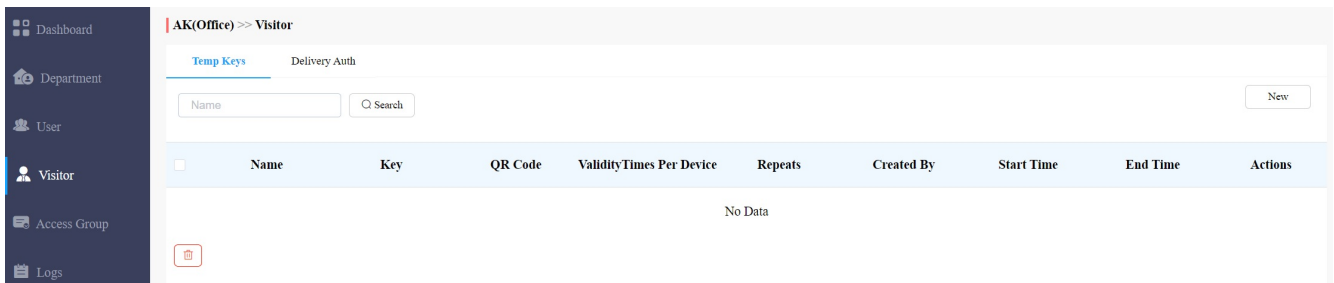 Dashboard
Department
User
Visitor
Access Group
Logs
AK(Office) >> Visitor
Temp Keys Delivery Auth
Name Search New
Name Key QR Code ValidityTimes Per Device Repeats Created By Start Time End Time Actions
No Data